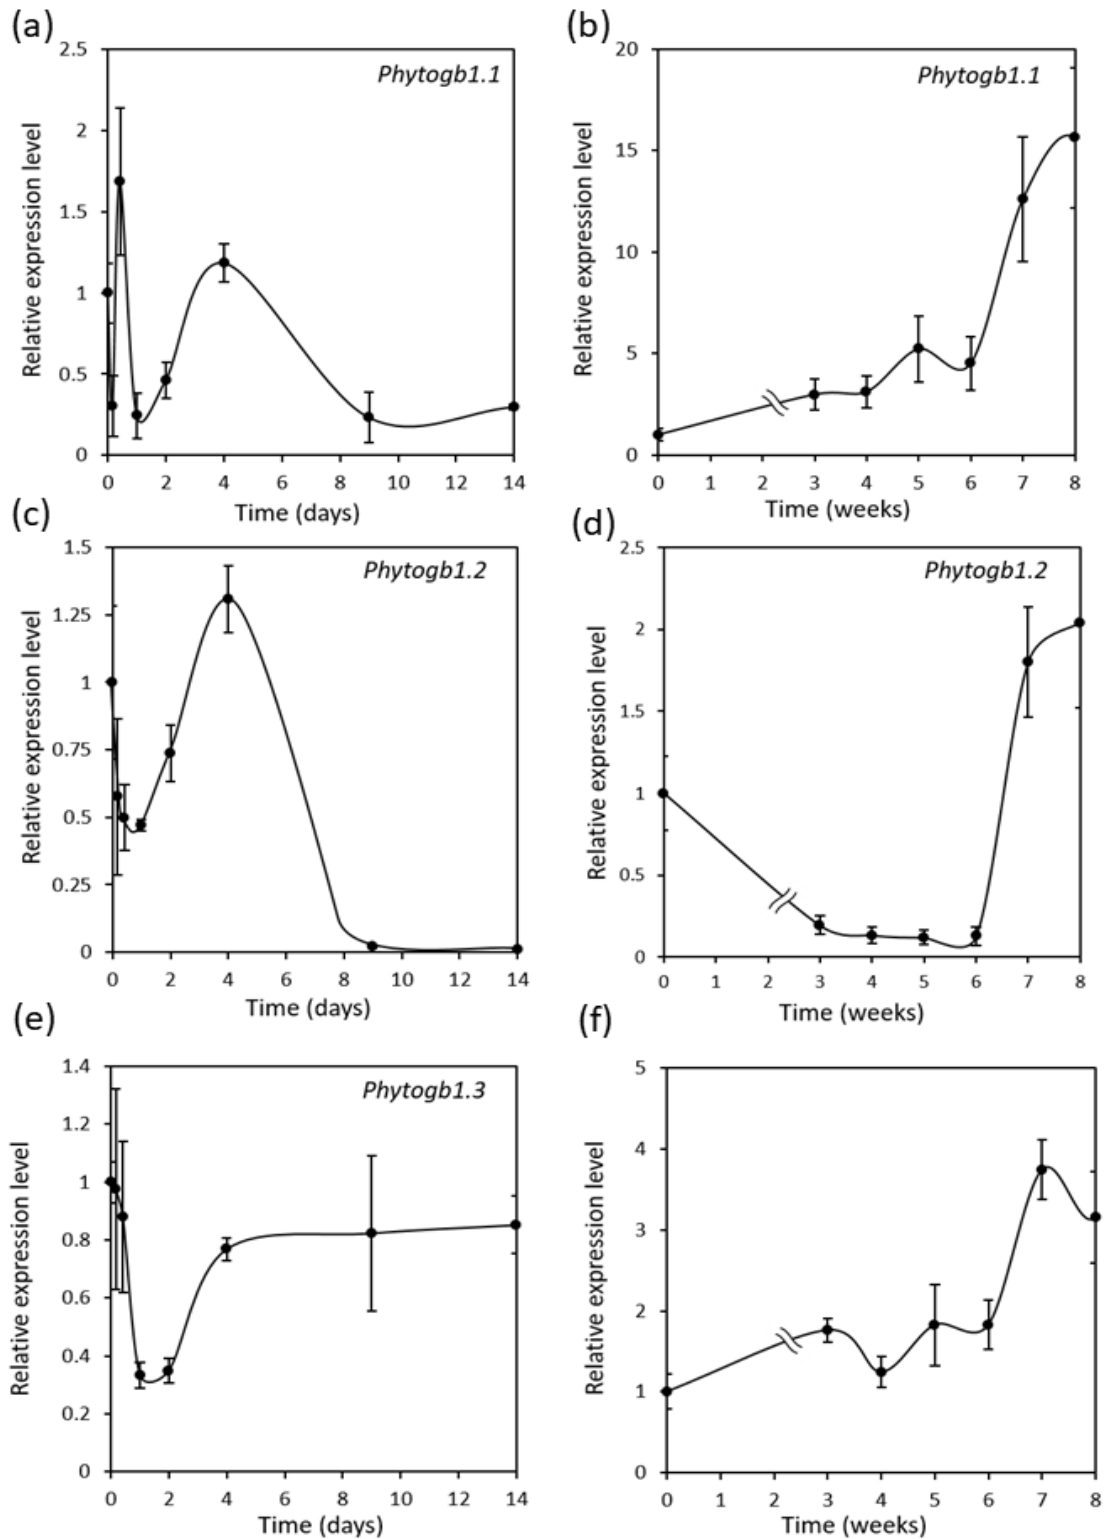 (a)
Phytogb1.1
Relative expression level
2.5
2
1.5
1
0.5
0
0 2 4 6 8 10 12 14
Time (days)
(b)
Phytogb1.1
Relative expression level
20
15
10
5
0
0 1 2 3 4 5 6 7 8
Time (weeks)
(c)
Phytogb1.2
Relative expression level
1.5
1.25
1
0.75
0.5
0.25
0
0 2 4 6 8 10 12 14
Time (days)
(d)
Phytogb1.2
Relative expression level
2.5
2
1.5
1
0.5
0
0 1 2 3 4 5 6 7 8
Time (weeks)
(e)
Phytogb1.3
Relative expression level
1.4
1.2
1
0.8
0.6
0.4
0.2
0
0 2 4 6 8 10 12 14
Time (days)
(f)
Relative expression level
5
4
3
2
1
0
0 1 2 3 4 5 6 7 8
Time (weeks)